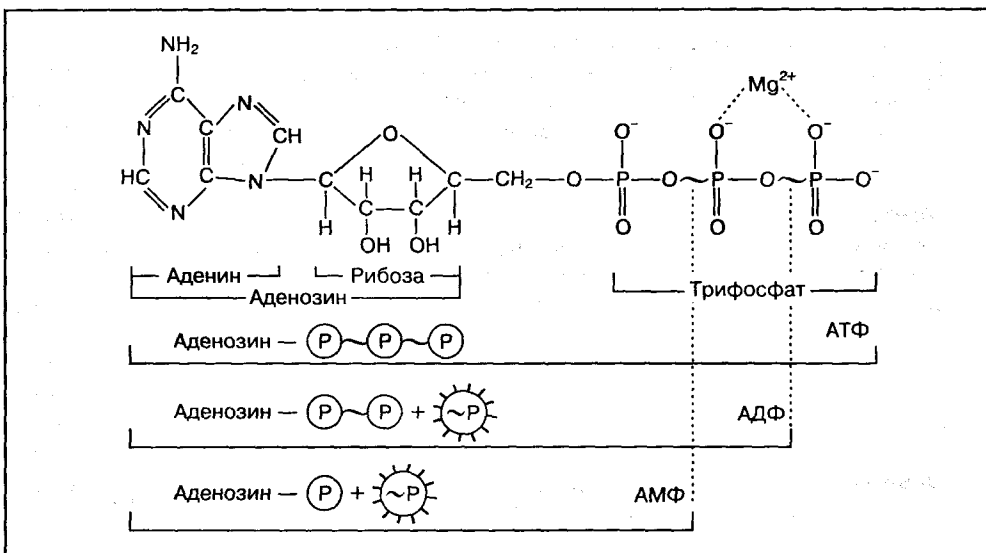 NH₂
Mg²⁺
N C N O⁻ O⁻ O⁻
C CH O
HC C N C H H C CH₂ O P O ~ P O ~ P O⁻
N H C C H O O O
OH OH
Аденин Рибоза
Аденозин Трифосфат
Аденозин — P ~ P ~ P АТФ
Аденозин — P ~ P + ~P АДФ
Аденозин — P + ~P АМФ